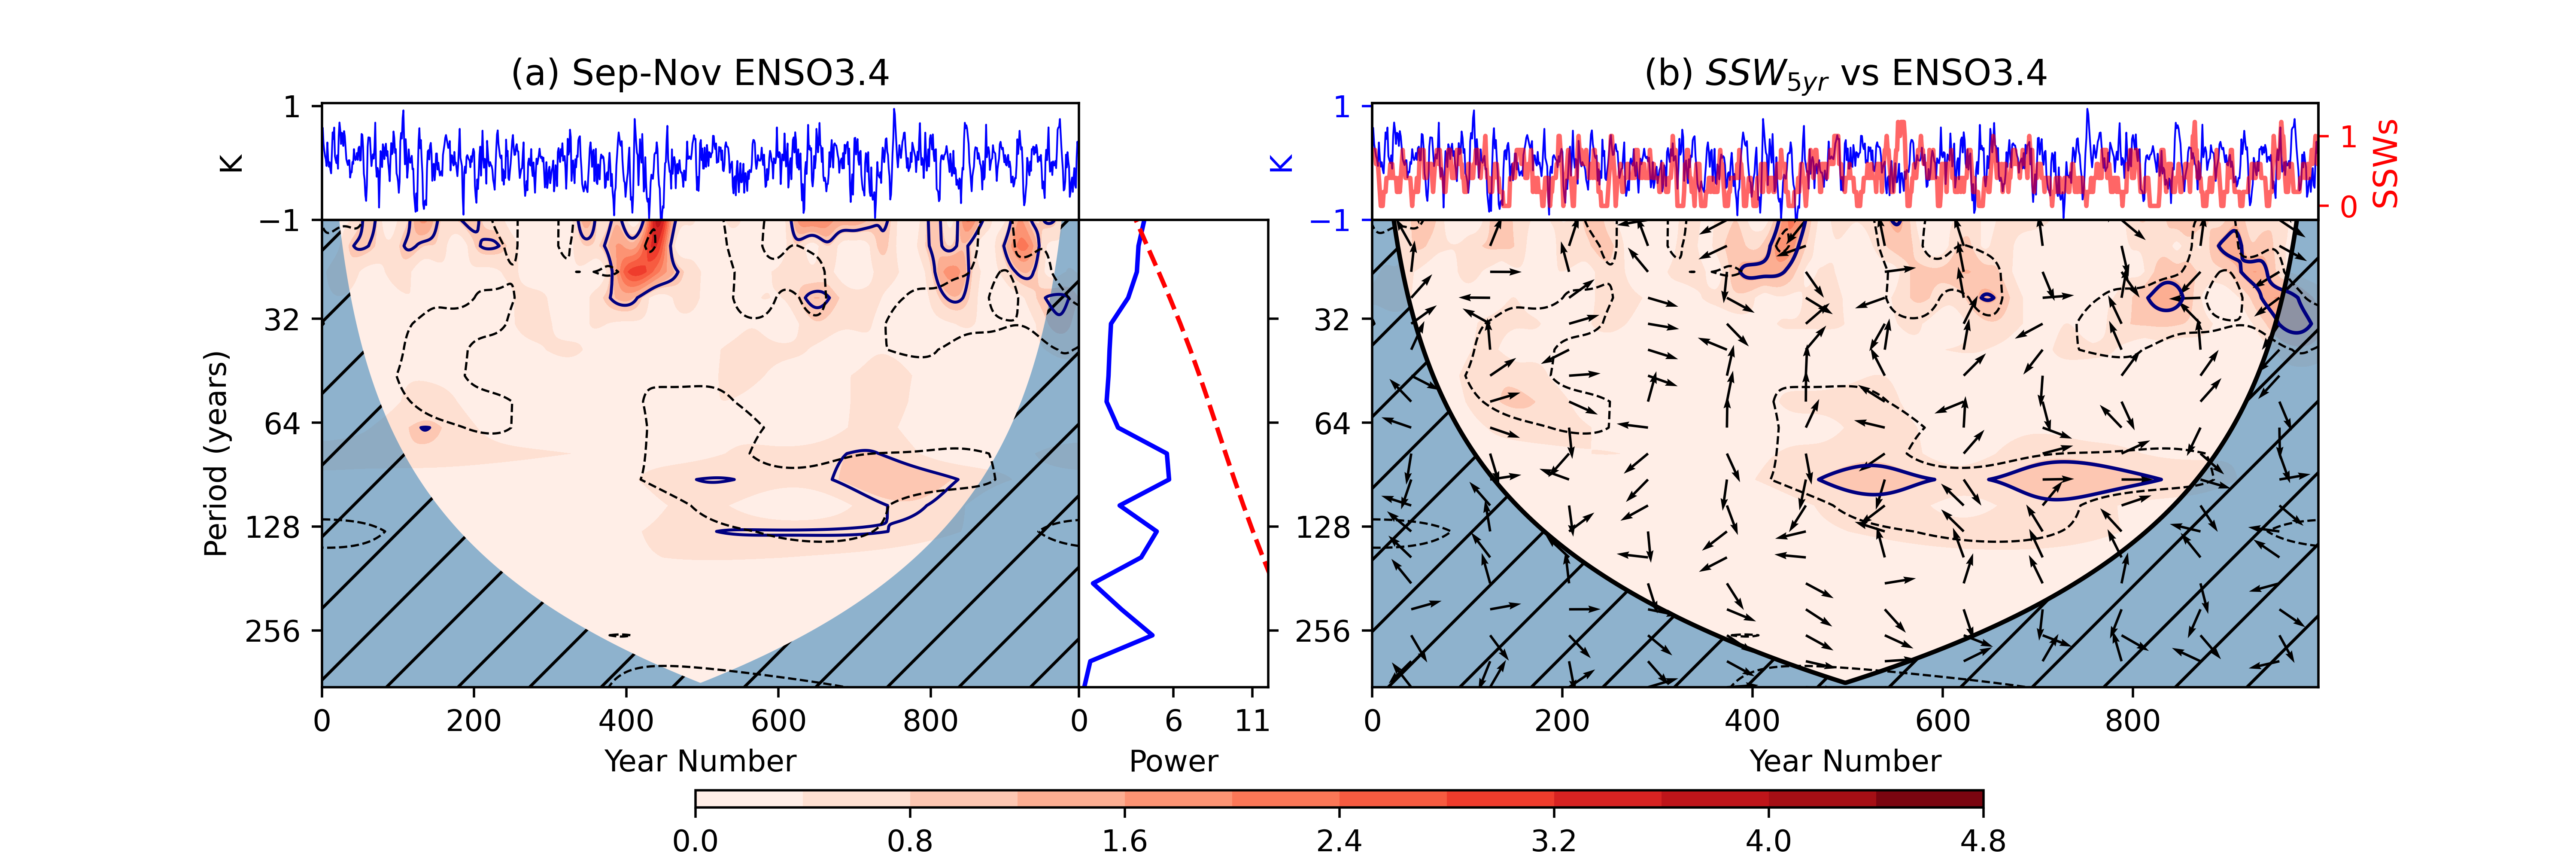 (a) Sep-Nov ENSO3.4
(b) SSW5yr vs ENSO3.4
1
K
−1
1
K
−1
1
0
SSWs
Period (years)
32
64
128
256
32
64
128
256
0 200 400 600 800
0 6 11
0 200 400 600 800
Year Number
Power
Year Number
0.0 0.8 1.6 2.4 3.2 4.0 4.8